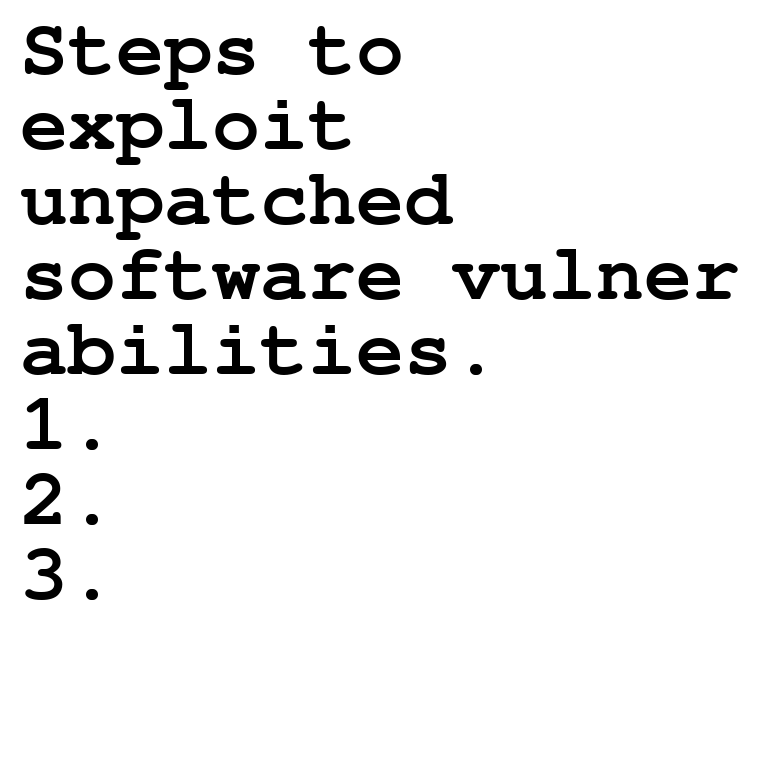 Steps to
exploit
unpatched
software vulner
abilities.
1.
2.
3.